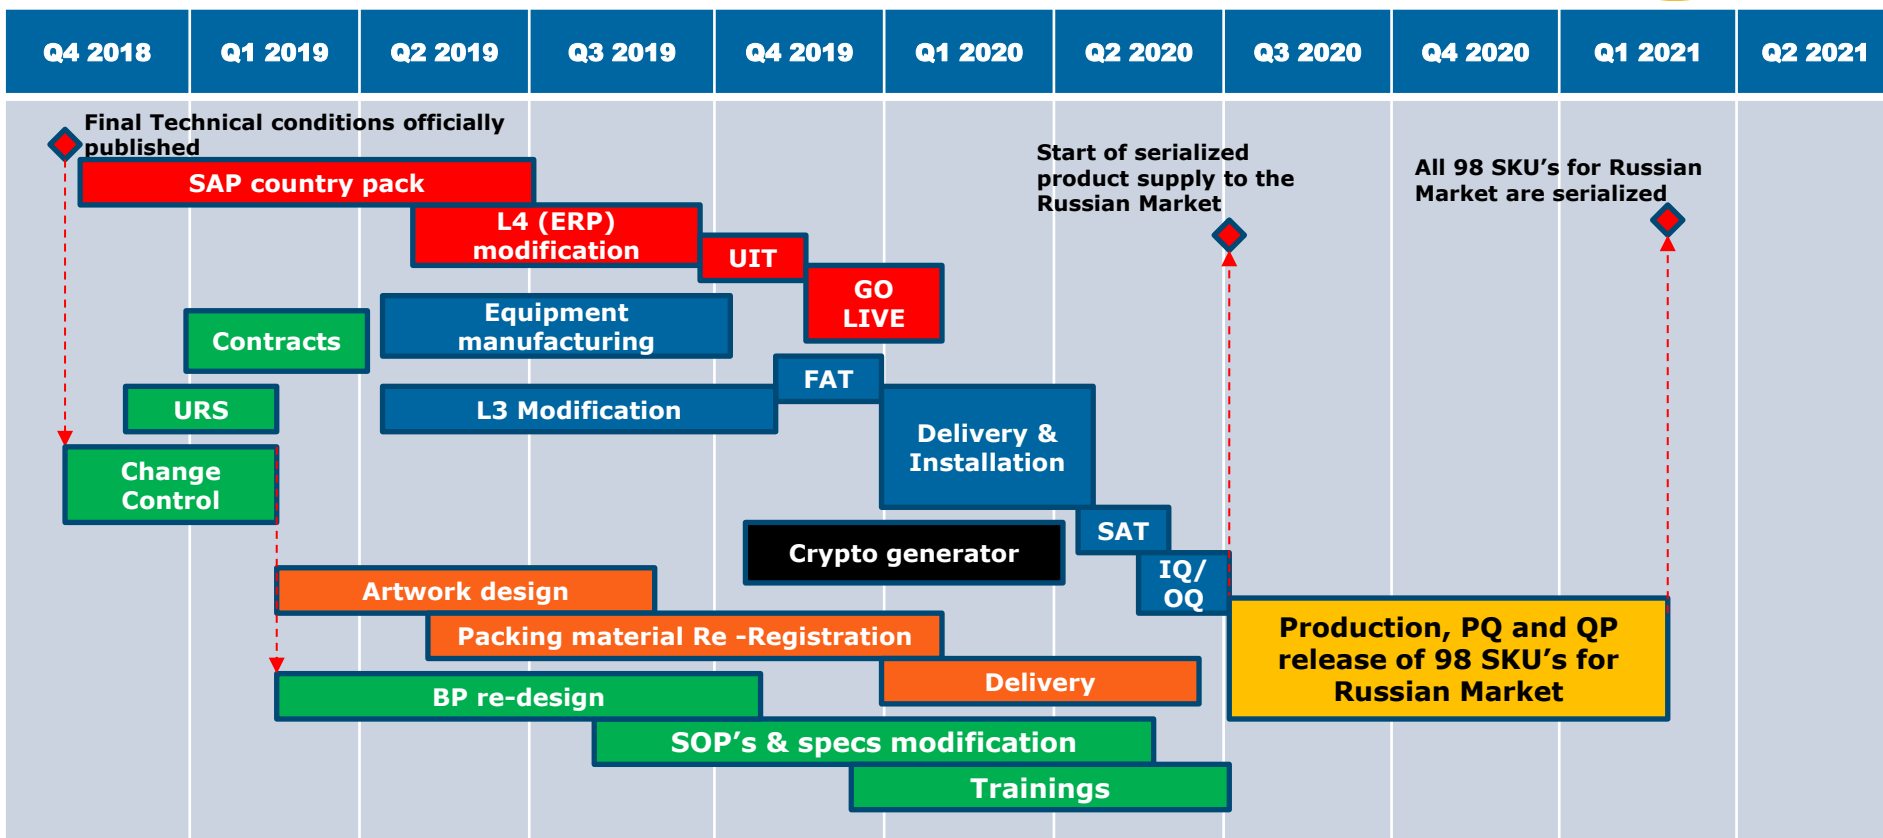 Q4 2018
Q1 2019
Q2 2019
Q3 2019
Q4 2019
Q1 2020
Q2 2020
Q3 2020
Q4 2020
Q1 2021
Q2 2021
Final Technical conditions officially
published
SAP country pack
Start of serialized
product supply to the
Russian Market
All 98 SKU’s for Russian
Market are serialized
L4 (ERP)
modification
UIT
GO
LIVE
Equipment
manufacturing
Contracts
FAT
URS
L3 Modification
Delivery &
Installation
Change
Control
SAT
Crypto generator
IQ/
OQ
Artwork design
Packing material Re -Registration
Production, PQ and QP
release of 98 SKU’s for
Russian Market
Delivery
BP re-design
SOP’s & specs modification
Trainings